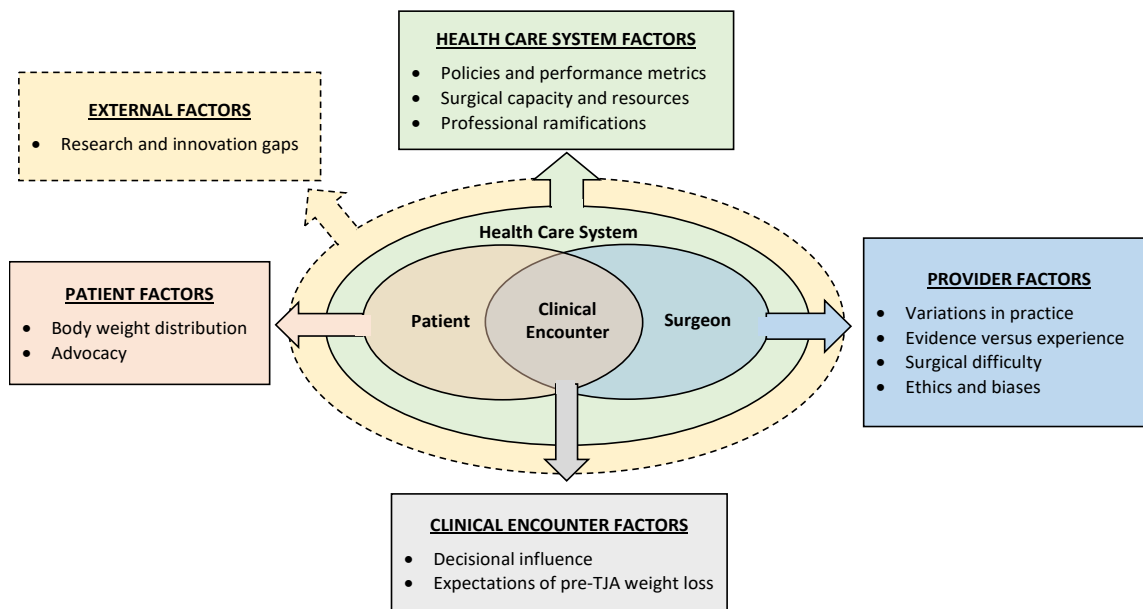 HEALTH CARE SYSTEM FACTORS
• Policies and performance metrics
• Surgical capacity and resources
• Professional ramifications
EXTERNAL FACTORS
• Research and innovation gaps
Health Care System
PATIENT FACTORS
• Body weight distribution
• Advocacy
Patient
Clinical
Encounter
Surgeon
PROVIDER FACTORS
• Variations in practice
• Evidence versus experience
• Surgical difficulty
• Ethics and biases
CLINICAL ENCOUNTER FACTORS
• Decisional influence
• Expectations of pre-TJA weight loss